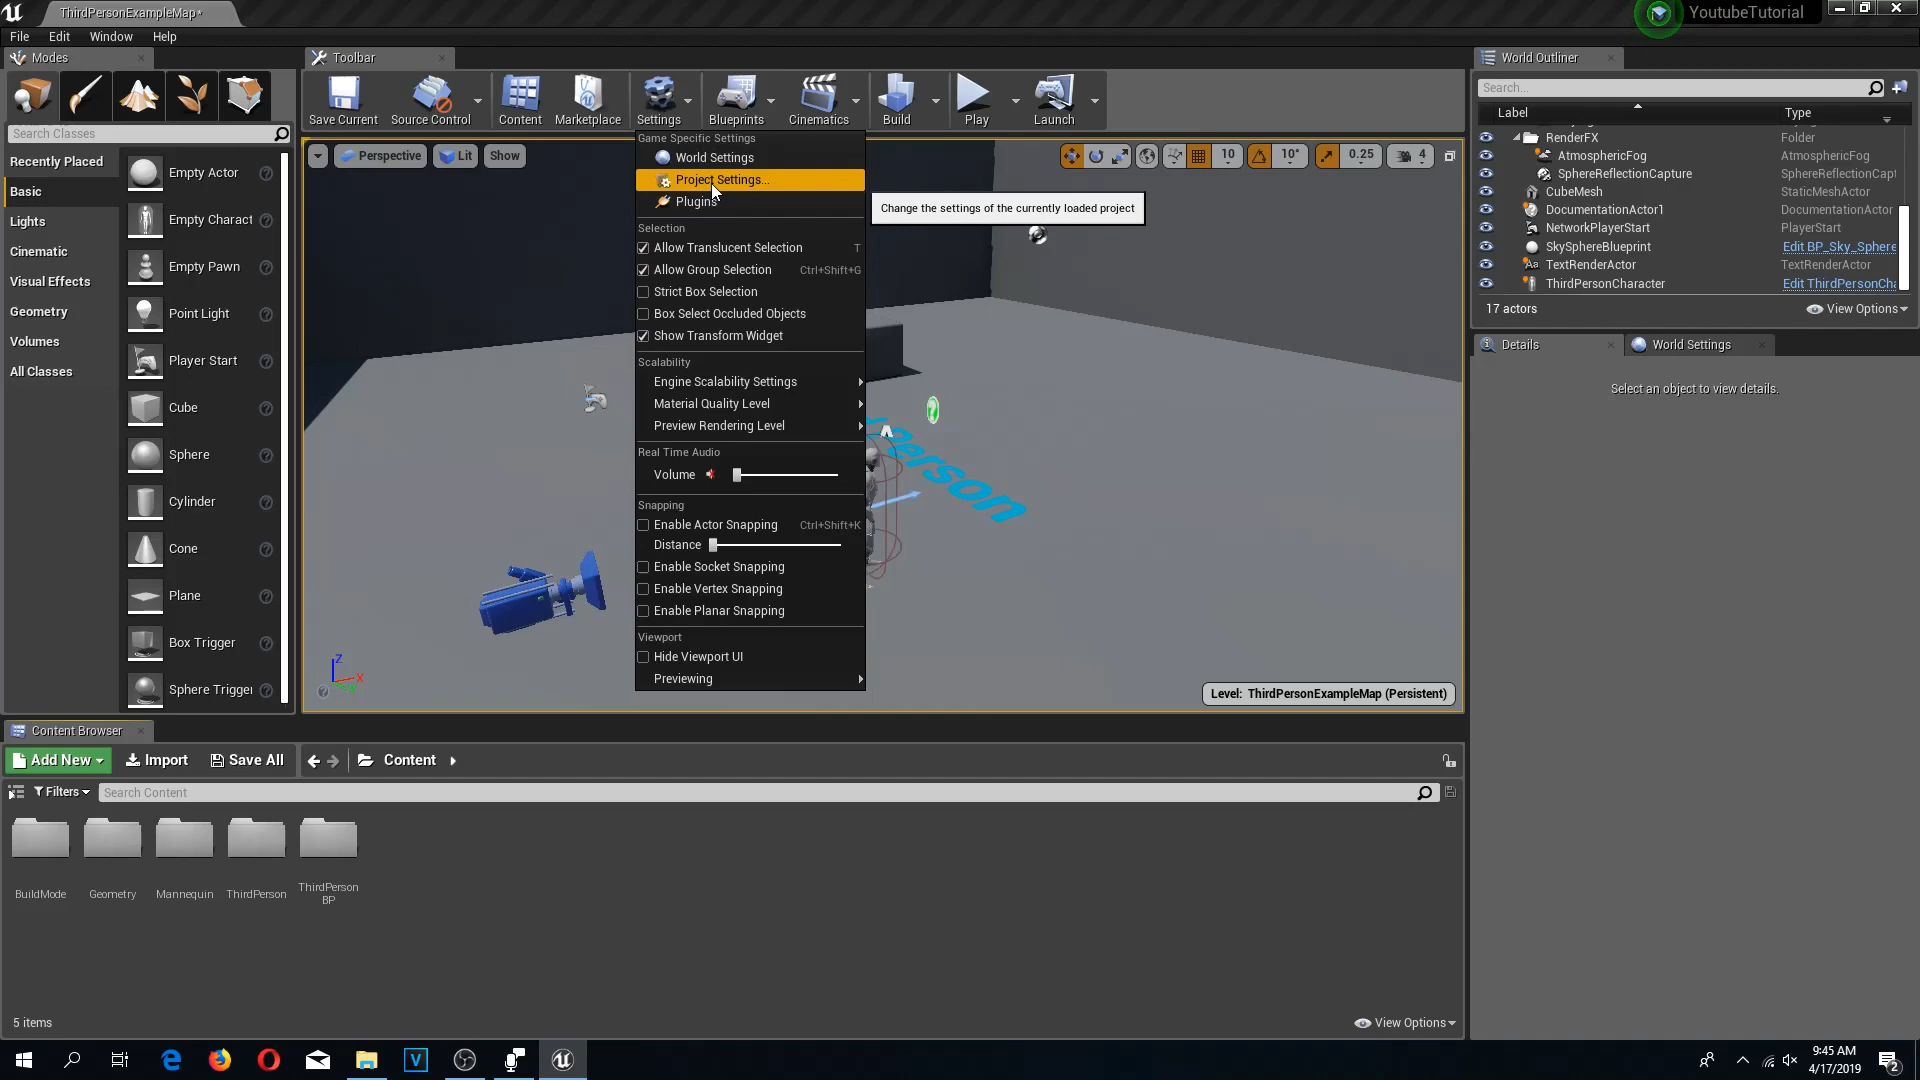 ThirdPersonExampleMap*
YoutubeTutorial
File Edit Window Help
Modes
Toolbar
World Outliner
Save Current
Source Control
Content
Marketplace
Settings
Blueprints
Cinematics
Build
Play
Launch
Search Classes
Recently Placed
Basic
Lights
Cinematic
Visual Effects
Geometry
Volumes
All Classes
Empty Actor
Empty Charact
Empty Pawn
Point Light
Player Start
Cube
Sphere
Cylinder
Cone
Plane
Box Trigger
Sphere Trigger
Perspective
Lit
Show
10
10°
0.25
4
Game Specific Settings
World Settings
Project Settings...
Plugins
Change the settings of the currently loaded project
Selection
Allow Translucent Selection T
Allow Group Selection Ctrl+Shift+G
Strict Box Selection
Box Select Occluded Objects
Show Transform Widget
Scalability
Engine Scalability Settings
Material Quality Level
Preview Rendering Level
Real Time Audio
Volume
Snapping
Enable Actor Snapping Ctrl+Shift+K
Distance
Enable Socket Snapping
Enable Vertex Snapping
Enable Planar Snapping
Viewport
Hide Viewport UI
Previewing
erson
Z
X
Y
Level: ThirdPersonExampleMap (Persistent)
Search...
Label Type
RenderFX Folder
AtmosphericFog AtmosphericFog
SphereReflectionCapture SphereReflectionCapt
CubeMesh StaticMeshActor
DocumentationActor1 DocumentationActor
NetworkPlayerStart PlayerStart
SkySphereBlueprint Edit BP_Sky_Sphere
TextRenderActor TextRenderActor
ThirdPersonCharacter Edit ThirdPersonCha
17 actors
View Options
Details
World Settings
Select an object to view details.
Content Browser
Add New
Import
Save All
Content
Filters
Search Content
BuildMode
Geometry
Mannequin
ThirdPerson
ThirdPerson
BP
5 items
View Options
9:45 AM
4/17/2019
2